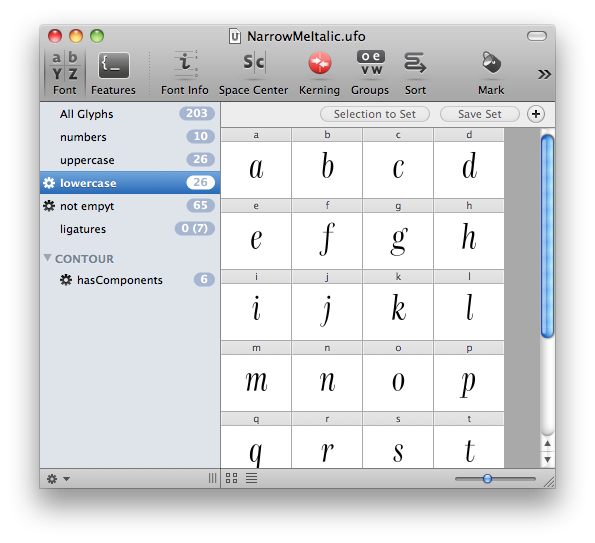 NarrowMeItalic.ufo
a b
Y Z
{_
i
S c
o e
v w
Font Features Font Info Space Center Kerning Groups Sort Mark »
All Glyphs 203
numbers 10
uppercase 26
lowercase 26
not empyt 65
ligatures 0 (7)
CONTOUR
hasComponents 6
Selection to Set Save Set +
a b c d
a b c d
e f g h
e f g h
i j k l
i j k l
m n o p
m n o p
q r s t
q r s t